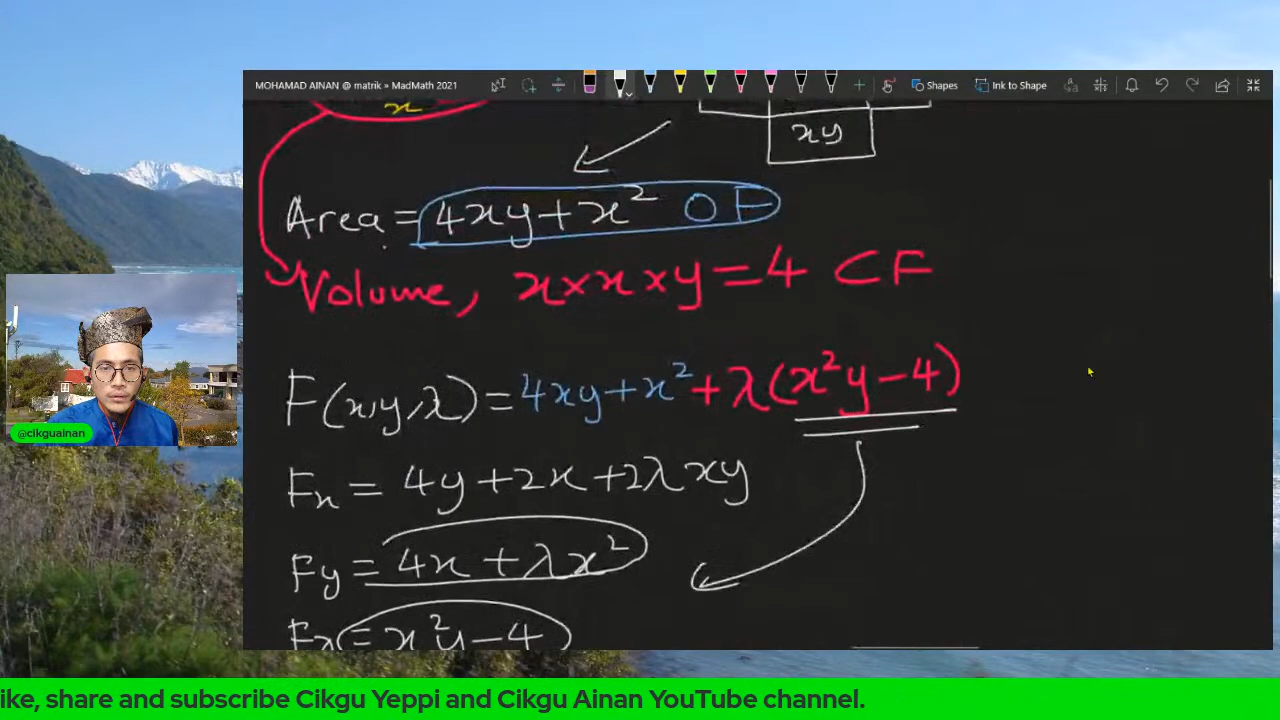 MOHAMAD AINAN @ matrik » MadMath 2021
Shapes
Ink to Shape
x
xy
Area = 4xy + x² OF
Volume, x × x × y = 4 CF
F(x,y,λ) = 4xy + x² + λ(x²y − 4)
Fx = 4y + 2x + 2λxy
Fy = 4x + λx²
Fλ = x²y − 4
@cikguainan
ike, share and subscribe Cikgu Yeppi and Cikgu Ainan YouTube channel.